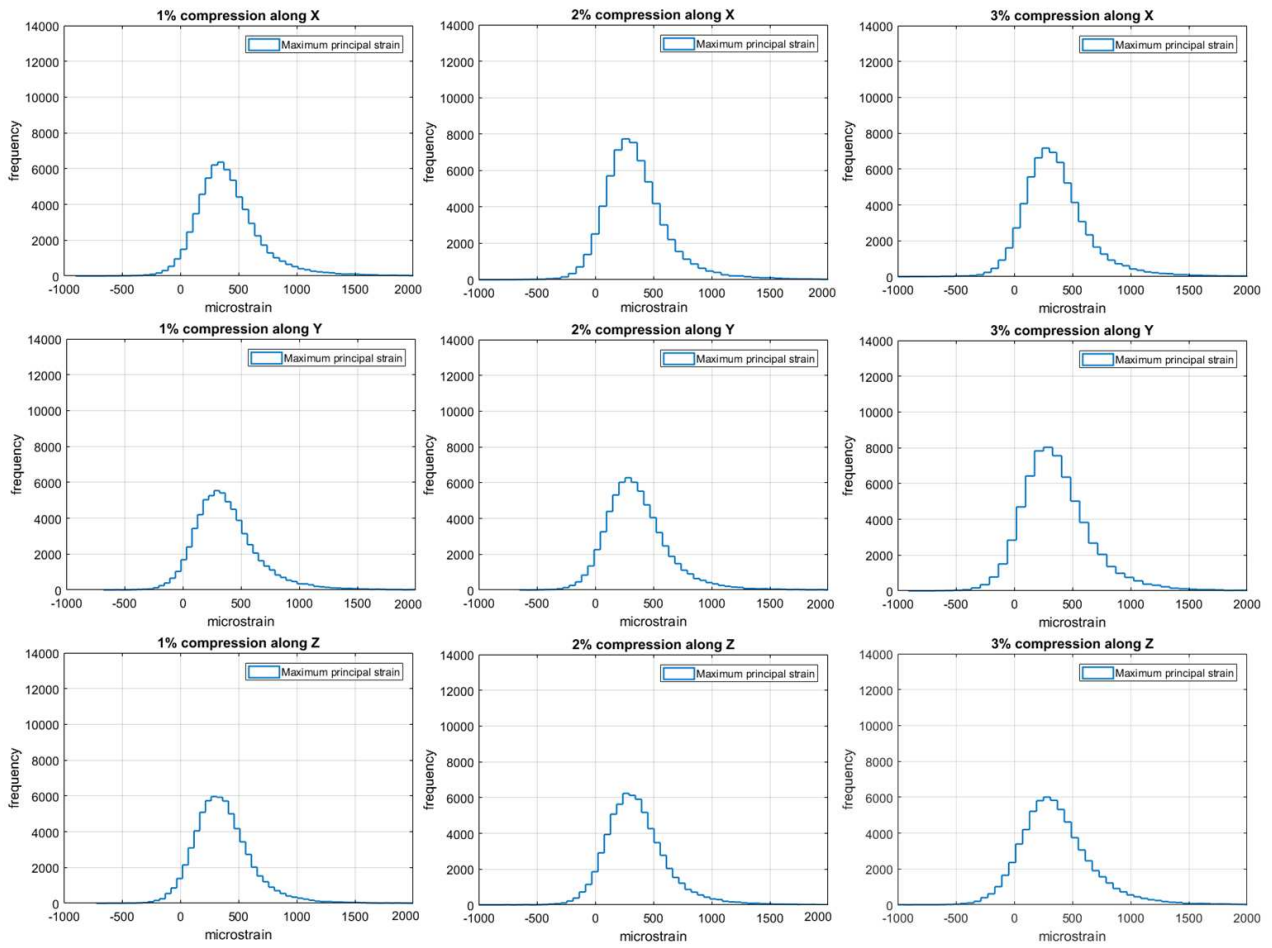 1% compression along X
Maximum principal strain
14000
12000
10000
8000
6000
4000
2000
0
frequency
-1000 -500 0 500 1000 1500 2000
microstrain
2% compression along X
Maximum principal strain
14000
12000
10000
8000
6000
4000
2000
0
frequency
-1000 -500 0 500 1000 1500 2000
microstrain
3% compression along X
Maximum principal strain
14000
12000
10000
8000
6000
4000
2000
0
frequency
-1000 -500 0 500 1000 1500 2000
microstrain
1% compression along Y
Maximum principal strain
14000
12000
10000
8000
6000
4000
2000
0
frequency
-1000 -500 0 500 1000 1500 2000
microstrain
2% compression along Y
Maximum principal strain
14000
12000
10000
8000
6000
4000
2000
0
frequency
-1000 -500 0 500 1000 1500 2000
microstrain
3% compression along Y
Maximum principal strain
14000
12000
10000
8000
6000
4000
2000
0
frequency
-1000 -500 0 500 1000 1500 2000
microstrain
1% compression along Z
Maximum principal strain
14000
12000
10000
8000
6000
4000
2000
0
frequency
-1000 -500 0 500 1000 1500 2000
microstrain
2% compression along Z
Maximum principal strain
14000
12000
10000
8000
6000
4000
2000
0
frequency
-1000 -500 0 500 1000 1500 2000
microstrain
3% compression along Z
Maximum principal strain
14000
12000
10000
8000
6000
4000
2000
0
frequency
-1000 -500 0 500 1000 1500 2000
microstrain